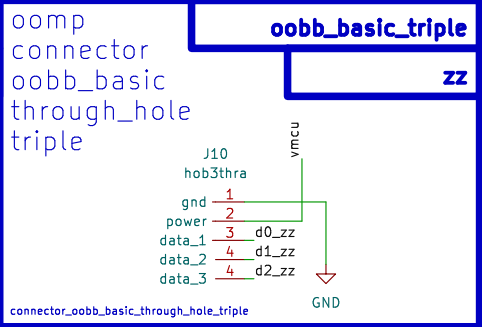 oomp
connector
oobb_basic
through_hole
triple
oobb_basic_triple
zz
vmcu
J10
hob3thra
gnd 1
power 2
data_1 3 d0_zz
data_2 4 d1_zz
data_3 4 d2_zz
GND
connector_oobb_basic_through_hole_triple